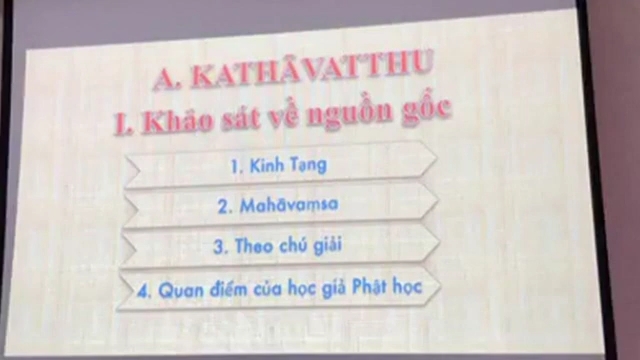 A. KATHĀVATTHU
I. Khảo sát về nguồn gốc
1. Kinh Tạng
2. Mahāvaṃsa
3. Theo chú giải
4. Quan điểm của học giả Phật học